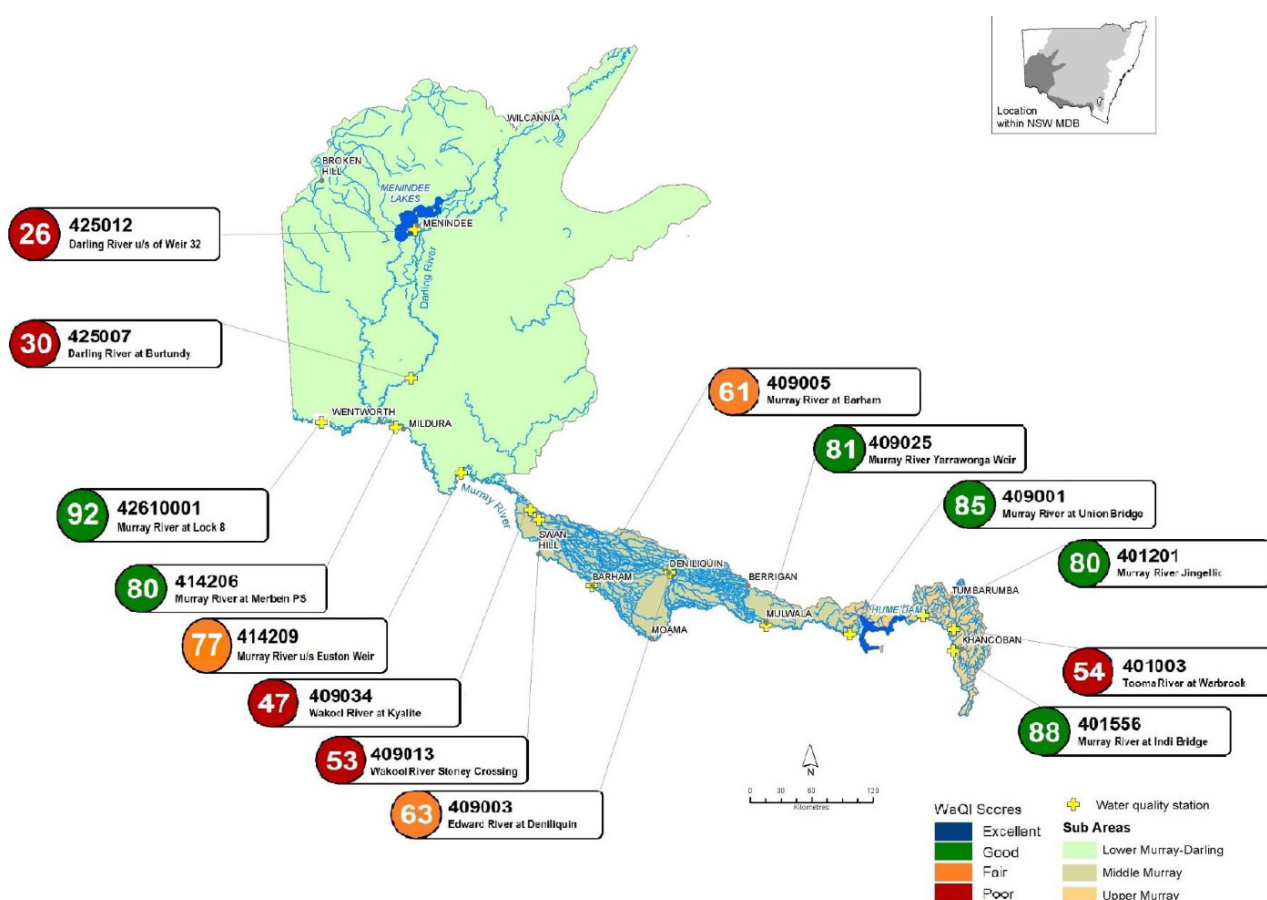 Location
within NSW MDB
WILCANNIA
BROKEN
HILL
MENINDEE
LAKES
MENINDEE
Darling River
26
425012
Darling River u/s of Weir 32
30
425007
Darling River at Burtundy
WENTWORTH
MILDURA
61
409005
Murray River at Barham
81
409025
Murray River Yarrawonga Weir
92
42610001
Murray River at Lock 8
Murray River
85
409001
Murray River at Union Bridge
80
401201
Murray River Jingellic
80
414206
Murray River at Merbein PS
SWAN
HILL
DENILIQUIN
BARHAM
BERRIGAN
MULWALA
MOAMA
HUME DAM
TUMBARUMBA
KHANCOBAN
77
414209
Murray River u/s Euston Weir
54
401003
Tooma River at Warbrook
47
409034
Wakool River at Kyalite
88
401556
Murray River at Indi Bridge
53
409013
Wakool River Stoney Crossing
63
409003
Edward River at Deniliquin
N
0 30 60 120
Kilometres
WaQI Scores
Excellent
Good
Fair
Poor
Water quality station
Sub Areas
Lower Murray-Darling
Middle Murray
Upper Murray